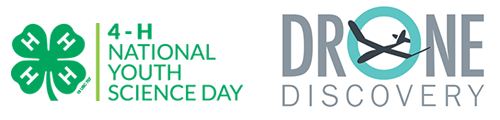 H H
H H
4-H
NATIONAL
YOUTH
SCIENCE DAY
DRONE
DISCOVERY